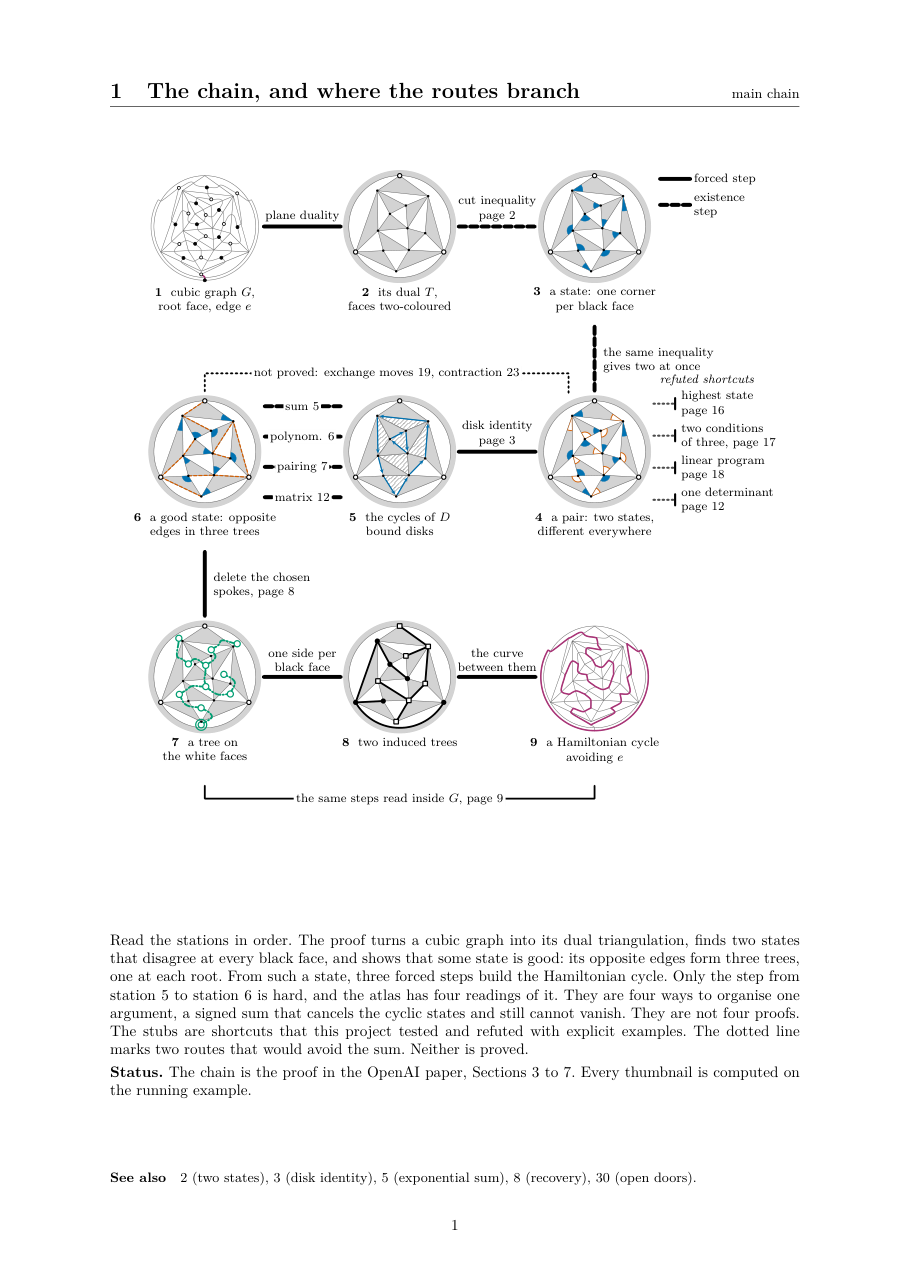 1 The chain, and where the routes branch
main chain
forced step
existence
step
plane duality
cut inequality
page 2
1 cubic graph G,
root face, edge e
2 its dual T,
faces two-coloured
3 a state: one corner
per black face
the same inequality
gives two at once
not proved: exchange moves 19, contraction 23
refuted shortcuts
highest state
page 16
two conditions
of three, page 17
linear program
page 18
one determinant
page 12
sum 5
polynom. 6
pairing 7
matrix 12
disk identity
page 3
6 a good state: opposite
edges in three trees
5 the cycles of D
bound disks
4 a pair: two states,
different everywhere
delete the chosen
spokes, page 8
one side per
black face
the curve
between them
7 a tree on
the white faces
8 two induced trees
9 a Hamiltonian cycle
avoiding e
the same steps read inside G, page 9
Read the stations in order. The proof turns a cubic graph into its dual triangulation, finds two states
that disagree at every black face, and shows that some state is good: its opposite edges form three trees,
one at each root. From such a state, three forced steps build the Hamiltonian cycle. Only the step from
station 5 to station 6 is hard, and the atlas has four readings of it. They are four ways to organise one
argument, a signed sum that cancels the cyclic states and still cannot vanish. They are not four proofs.
The stubs are shortcuts that this project tested and refuted with explicit examples. The dotted line
marks two routes that would avoid the sum. Neither is proved.
Status. The chain is the proof in the OpenAI paper, Sections 3 to 7. Every thumbnail is computed on
the running example.
See also 2 (two states), 3 (disk identity), 5 (exponential sum), 8 (recovery), 30 (open doors).
1